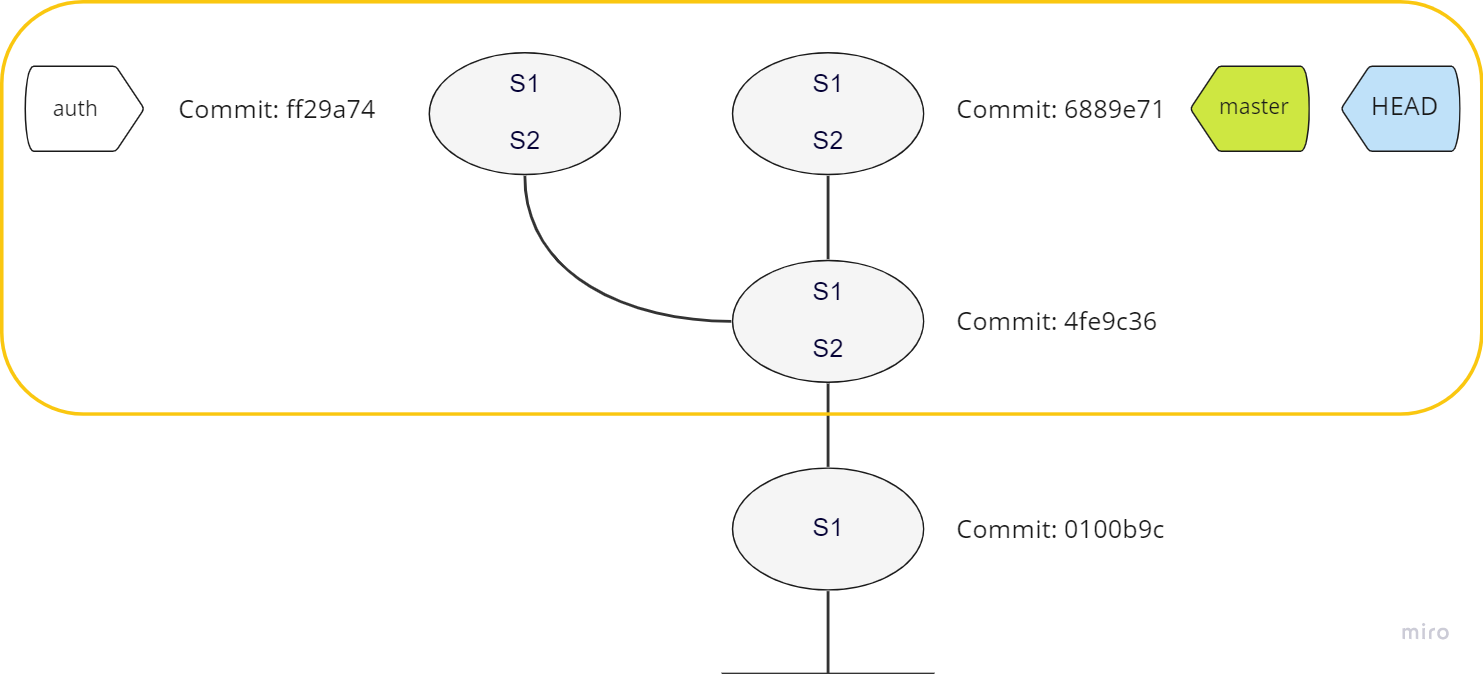 auth
Commit: ff29a74
S1
S2
S1
S2
Commit: 6889e71
master
HEAD
S1
S2
Commit: 4fe9c36
S1
Commit: 0100b9c
miro